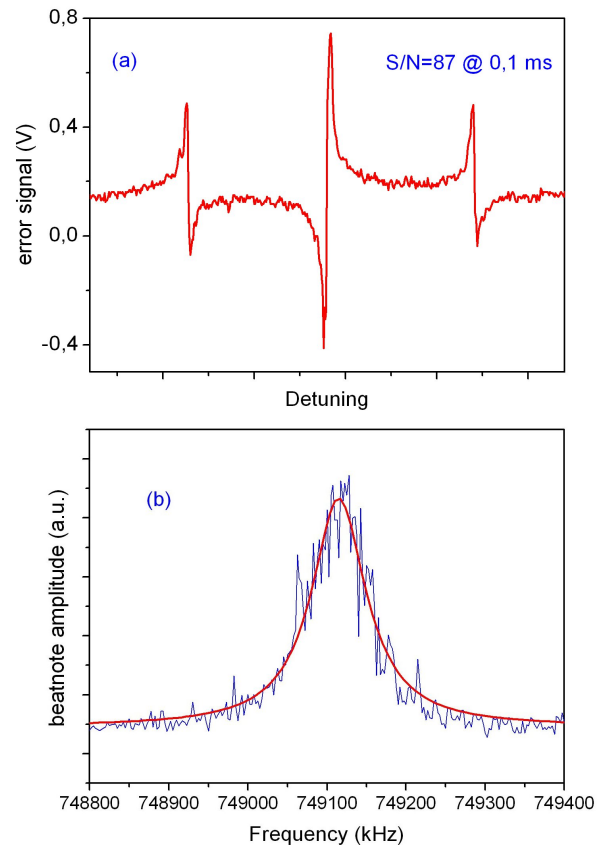 0,8
(a)
S/N=87 @ 0,1 ms
0,4
0,0
-0,4
error signal (V)
Detuning
(b)
beatnote amplitude (a.u.)
748800 748900 749000 749100 749200 749300 749400
Frequency (kHz)